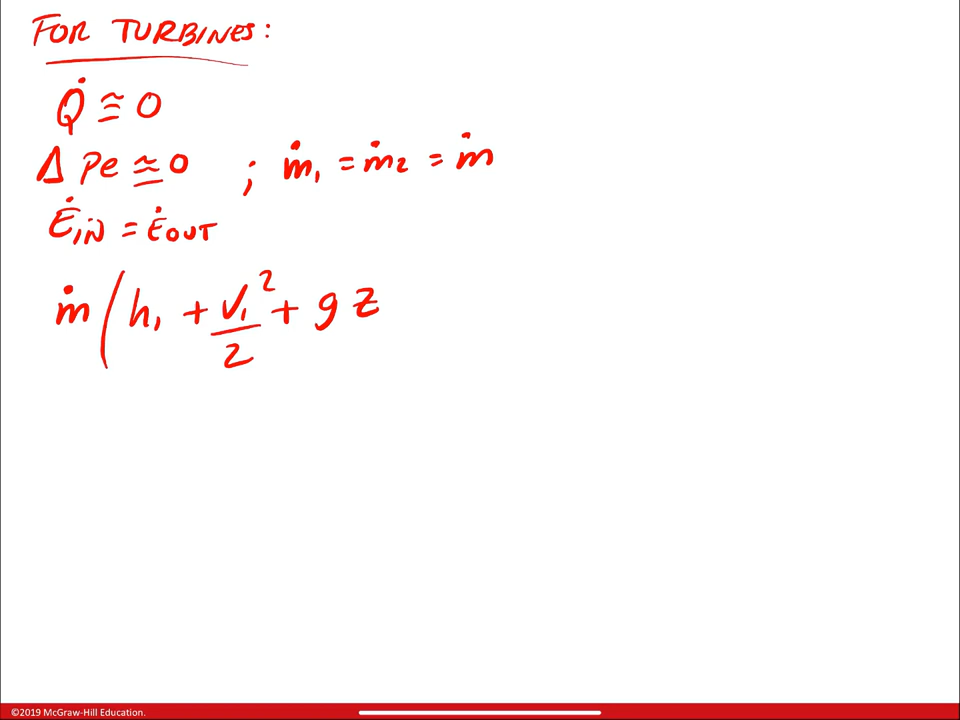 FOR TURBINES:
Q̇ ≅ 0
Δ pe ≅ 0 ; ṁ₁ = ṁ₂ = ṁ
ĖIN = ĖOUT
ṁ ( h₁ + V₁²/2 + g z
©2019 McGraw-Hill Education.